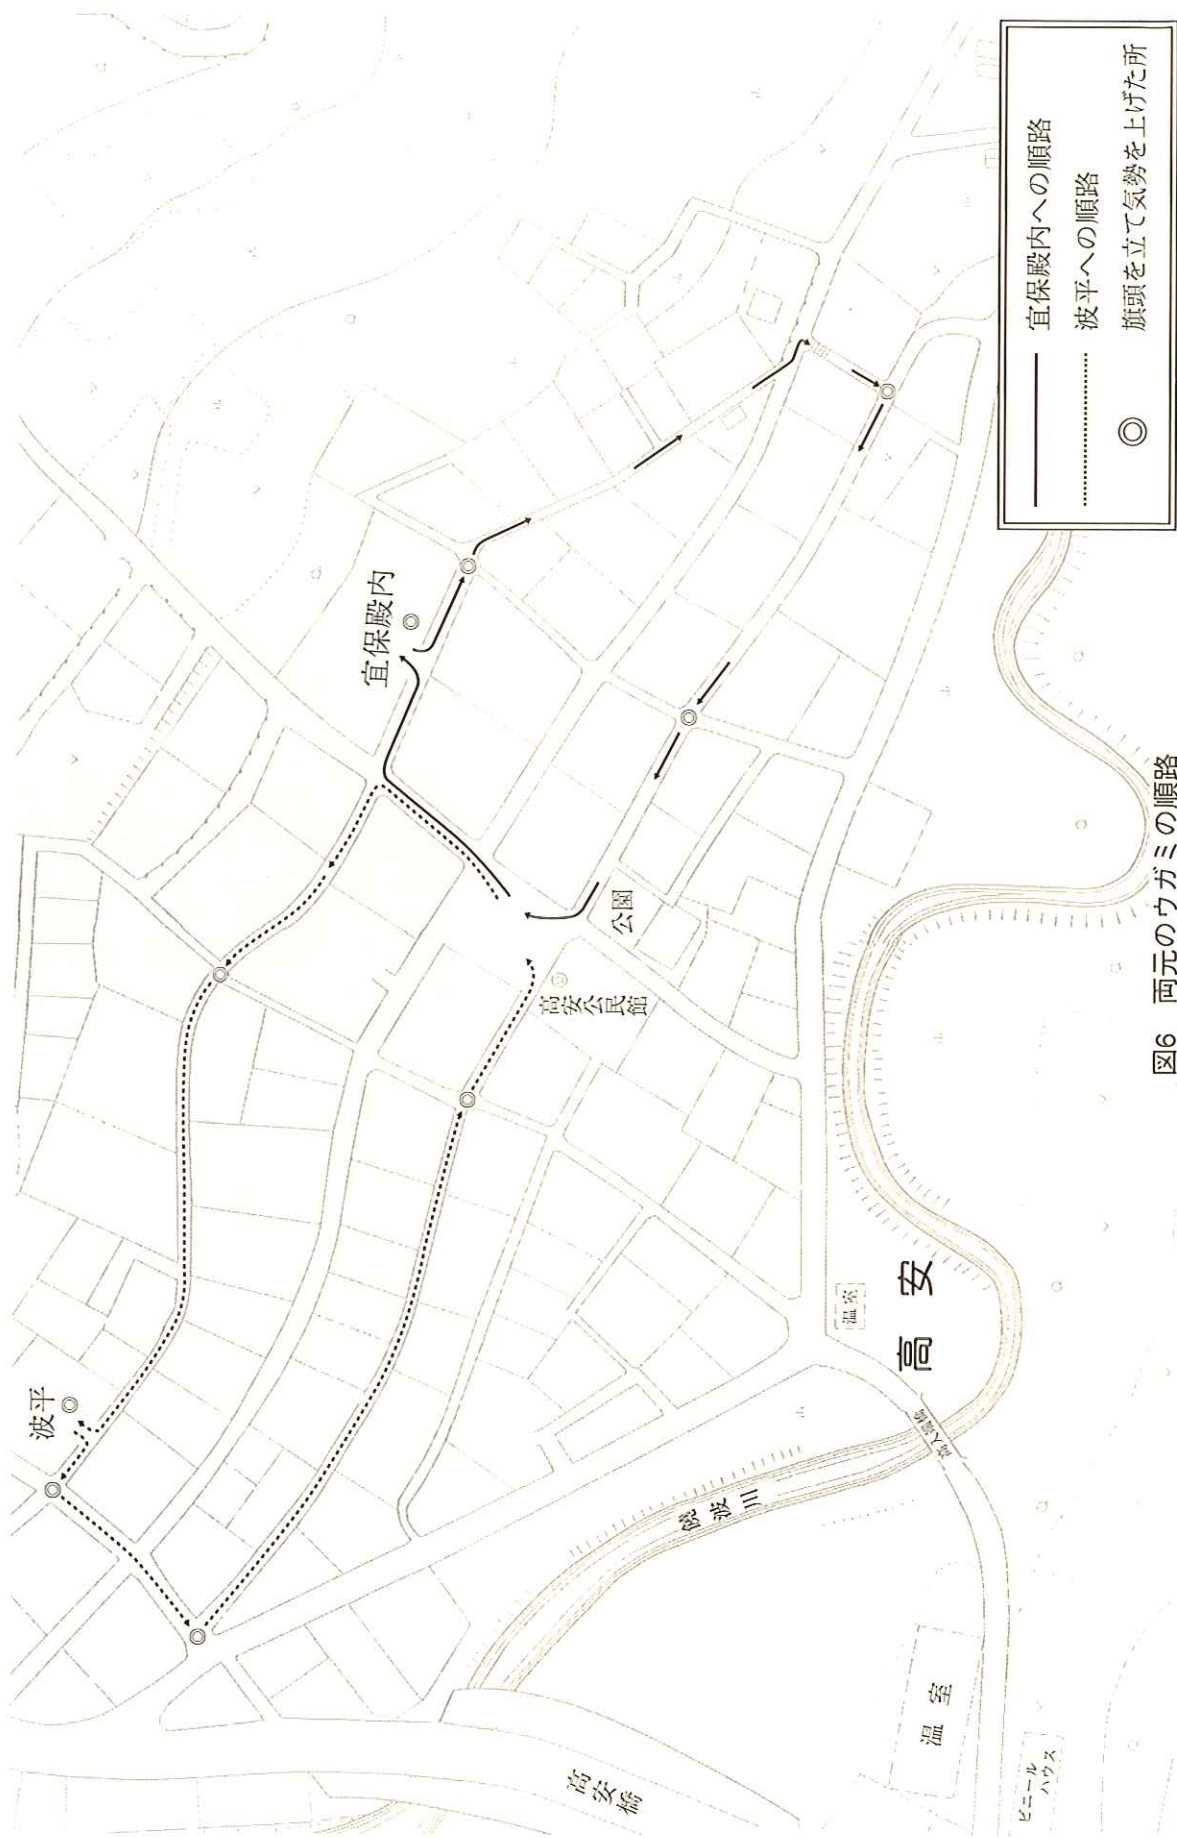 宜保殿内への順路
波平への順路
◎ 旗頭を立て気勢を上げた所
宜保殿内
波平
公園
高安公民館
温室
高安
饒波川
高安橋
温室
ビニール
ハウス
図6 両元のウガミの順路